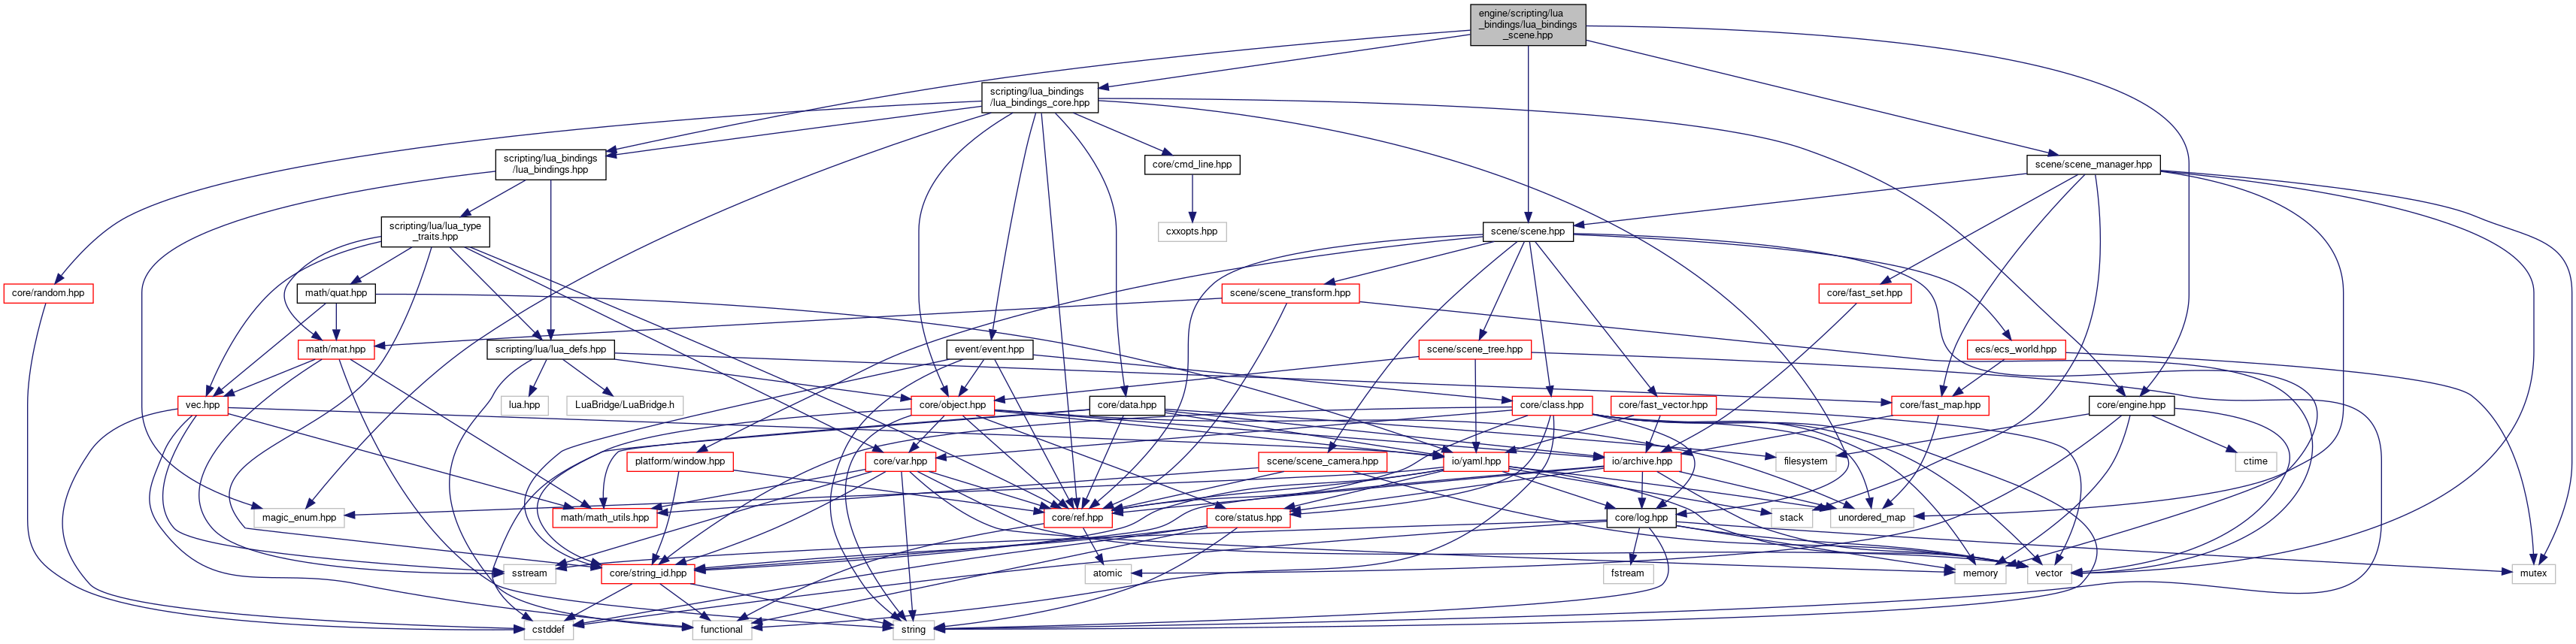 engine/scripting/lua
_bindings/lua_bindings
_scene.hpp
scripting/lua_bindings
/lua_bindings_core.hpp
scripting/lua_bindings
/lua_bindings.hpp
core/cmd_line.hpp
scene/scene_manager.hpp
scripting/lua/lua_type
_traits.hpp
cxxopts.hpp
scene/scene.hpp
core/random.hpp
math/quat.hpp
scene/scene_transform.hpp
core/fast_set.hpp
math/mat.hpp
scripting/lua/lua_defs.hpp
event/event.hpp
scene/scene_tree.hpp
ecs/ecs_world.hpp
vec.hpp
lua.hpp
LuaBridge/LuaBridge.h
core/object.hpp
core/data.hpp
core/class.hpp
core/fast_vector.hpp
core/fast_map.hpp
core/engine.hpp
platform/window.hpp
core/var.hpp
scene/scene_camera.hpp
io/yaml.hpp
io/archive.hpp
filesystem
ctime
magic_enum.hpp
math/math_utils.hpp
core/ref.hpp
core/status.hpp
core/log.hpp
stack
unordered_map
sstream
core/string_id.hpp
atomic
fstream
memory
vector
mutex
cstddef
functional
string